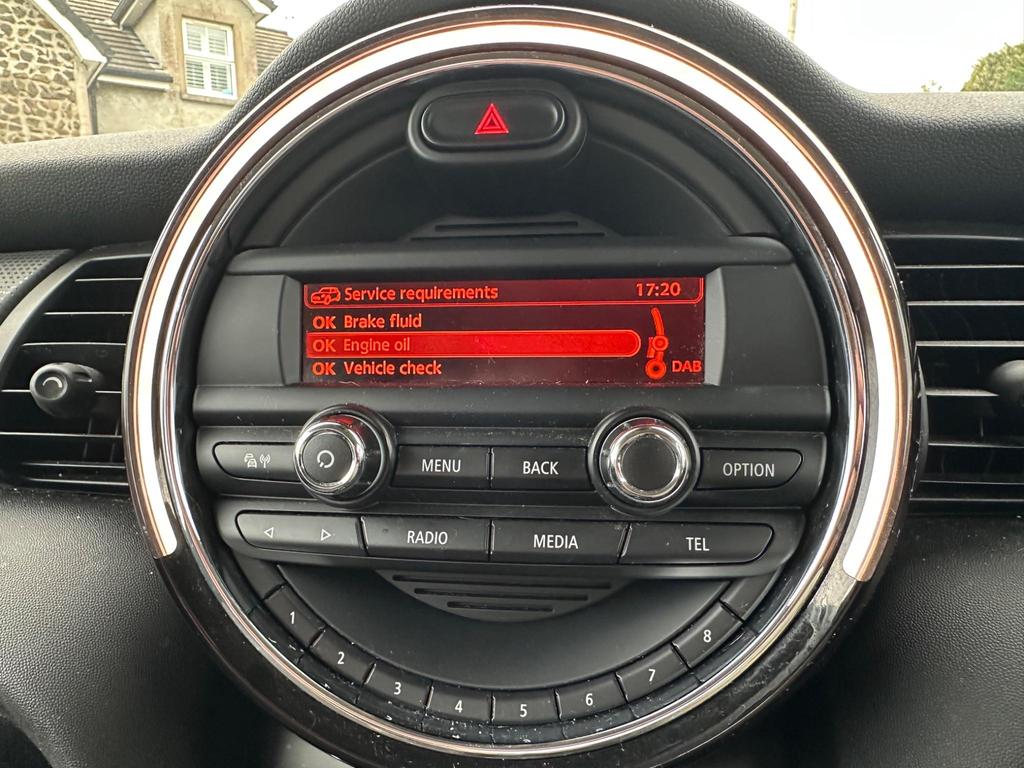 Service requirements 17:20
OK Brake fluid
OK Engine oil
OK Vehicle check DAB
MENU BACK OPTION
RADIO MEDIA TEL
1 2 3 4 5 6 7 8